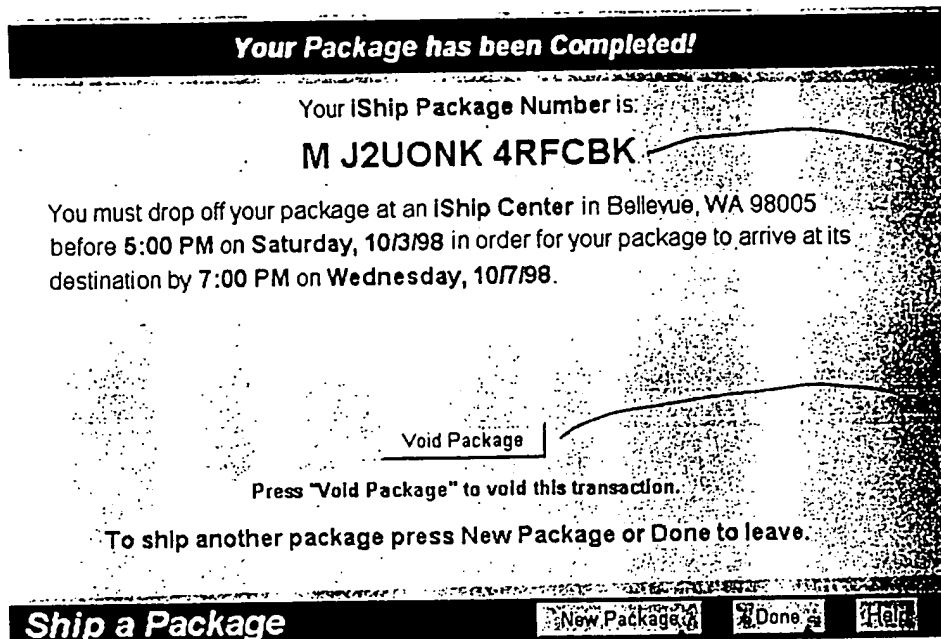 Your Package has been Completed!
Your iShip Package Number is:
M J2UONK 4RFCBK
You must drop off your package at an iShip Center in Bellevue, WA 98005
before 5:00 PM on Saturday, 10/3/98 in order for your package to arrive at its
destination by 7:00 PM on Wednesday, 10/7/98.
Void Package
Press "Void Package" to void this transaction.
To ship another package press New Package or Done to leave.
Ship a Package
New Package
Done
Help